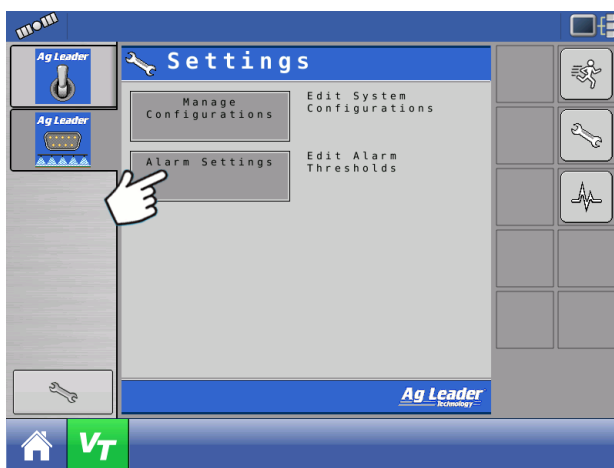 Ag Leader
Settings
Manage
Configurations
Edit System
Configurations
Ag Leader
Alarm Settings
Edit Alarm
Thresholds
Ag Leader
Technology
VT